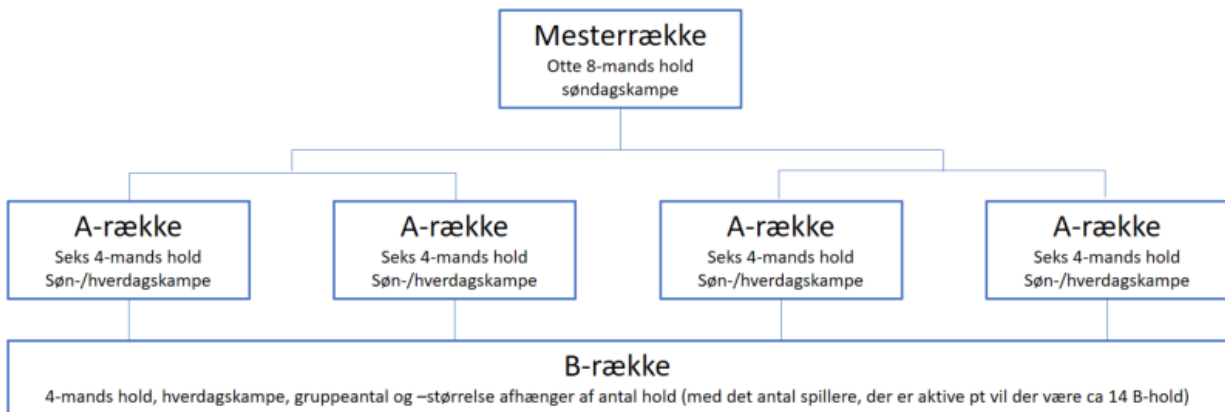 Mesterrække
Otte 8-mands hold
søndagskampe
A-række
Seks 4-mands hold
Søn-/hverdagskampe
A-række
Seks 4-mands hold
Søn-/hverdagskampe
A-række
Seks 4-mands hold
Søn-/hverdagskampe
A-række
Seks 4-mands hold
Søn-/hverdagskampe
B-række
4-mands hold, hverdagskampe, gruppeantal og –størrelse afhænger af antal hold (med det antal spillere, der er aktive pt vil der være ca 14 B-hold)